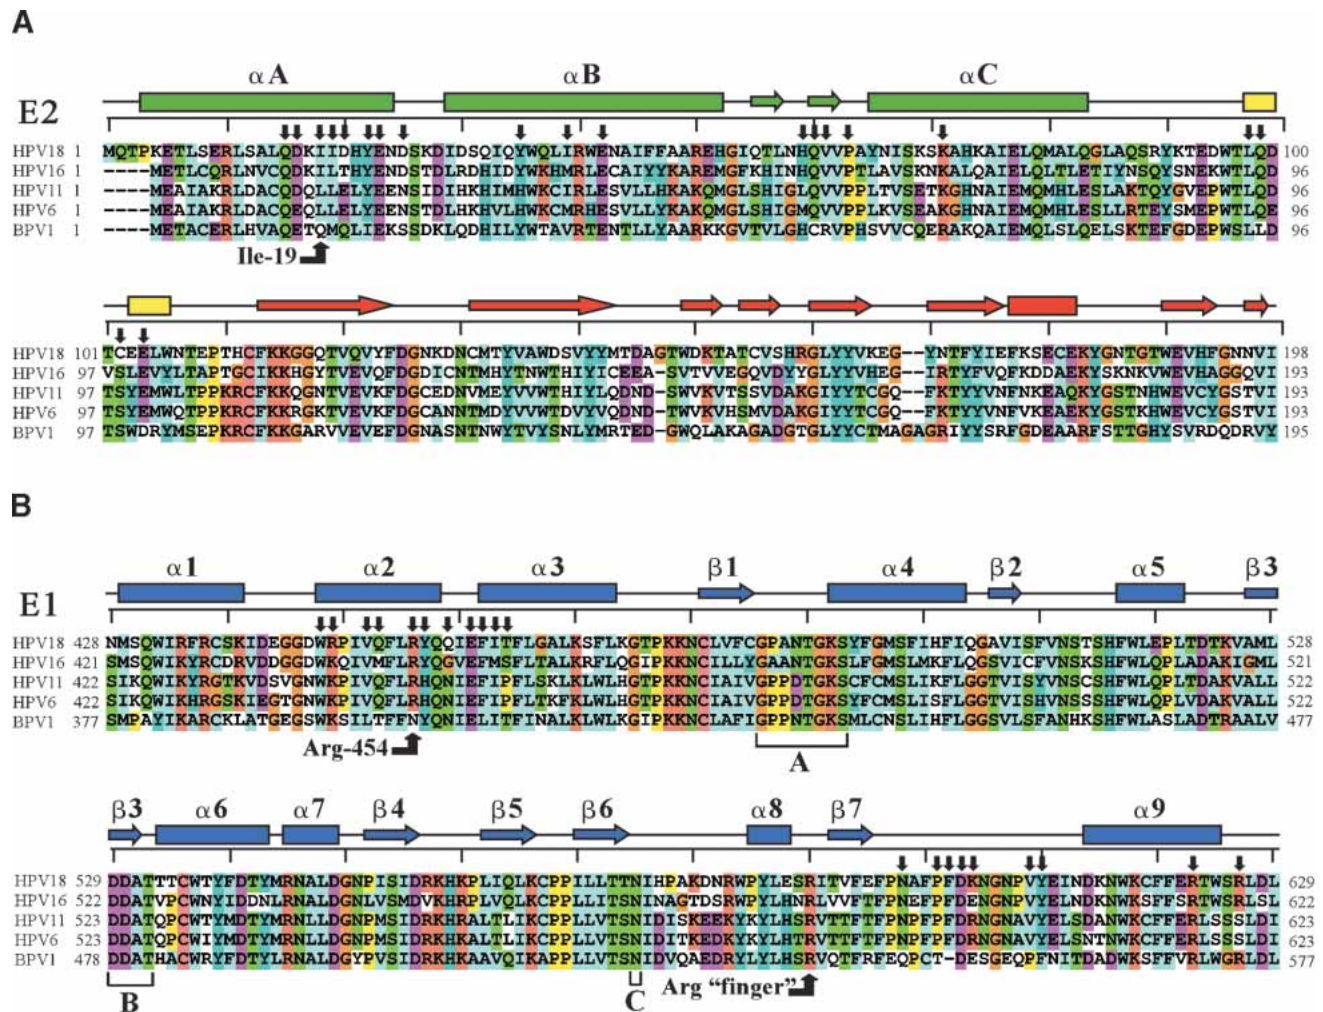 A
αA αB αC
E2
HPV18 1 MQTPKETLSERLSALQDKIIDHYENDSKDIDSQIQYWQLIRWENAIFFAAREHGIQTLNHQVVPAYNISKSKAHKAIELQMALQGLAQSRYKTEDWTLQD 100
HPV16 1 ----METLCQRLNVCQDKILTHYENDSTDLRDHIDYWKHMRLECAIYYKAREMGFKHINHQVVPTLAVSKNKALQAIELQLTLETIYNSQYSNEKWTLQD 96
HPV11 1 ----MEAIAKRLDACQDQLLELYEENSIDIHKHIMHWKCIRLESVLLHKAKQMGLSHIGLQVVPPLTVSETKGHNAIEMQMHLESLAKTQYGVEPWTLQD 96
HPV6 1 ----MEAIAKRLDACQEQLLELYEENSTDLHKHVLHWKCMRHESVLLYKAKQMGLSHIGMQVVPPLKVSEAKGHNAIEMQMHLESLLRTEYSMEPWTLQE 96
BPV1 1 ----METACERLHVAQETQMQLIEKSSDKLQDHILYWTAVRTENTLLYAARKKGVTVLGHCRVPHSVVCQERAKQAIEMQLSLQELSKTEFGDEPWSLLD 96
Ile-19
HPV18 101 TCEELWNTEPTHCFKKGGQTVQVYFDGNKDNCMTYVAWDSVYYMTDAGTWDKTATCVSHRGLYYVKEG--YNTFYIEFKSECEKYGNTGTWEVHFGNNVI 198
HPV16 97 VSLEVYLTAPTGCIKKHGYTVEVQFDGDICNTMHYTNWTHIYICEEA-SVTVVEGQVDYYGLYYVHEG--IRTYFVQFKDDAEKYSKNKVWEVHAGGQVI 193
HPV11 97 TSYEMWLTPPKRCFKKQGNTVEVKFDGCEDNVMEYVVWTHIYLQDND-SWVKVTSSVDAKGIYYTCGQ--FKTYYVNFNKEAQKYGSTNHWEVCYGSTVI 193
HPV6 97 TSYEMWQTPPKRCFKKRGKTVEVKFDGCANNTMDYVVWTDVYVQDND-TWVKVHSMVDAKGIYYTCGQ--FKTYYVNFVKEAEKYGSTKHWEVCYGSTVI 193
BPV1 97 TSWDRYMSEPKRCFKKGARVVEVEFDGNASNTNWYTVYSNLYMRTED-GWQLAKAGADGTGLYYCTMAGAGRIYYSRFGDEAARFSTTGHYSVRDQDRVY 195
B
α1 α2 α3 β1 α4 β2 α5 β3
E1
HPV18 428 NMSQWIRFRCSKIDEGGDWRPIVQFLRYQQIEFITFLGALKSFLKGTPKKNCLVFCGPANTGKSYFGMSFIHFIQGAVISFVNSTSHFWLEPLTDTKVAML 528
HPV16 421 SMSQWIKYRCDRVDDGGDWKQIVMFLRYQGVEFMSFLTALKRFLQGIPKKNCILLYGAANTGKSLFGMSLMKFLQGSVICFVNSKSHFWLQPLADAKIGML 521
HPV11 422 SIKQWIKYRGTKVDSVGNWKPIVQFLRHQNIEFIPFLSKLKLWLHGTPKKNCIAIVGPPDTGKSCFCMSLIKFLGGTVISYVNSCSHFWLQPLTDAKVALL 522
HPV6 422 SIKQWIKHRGSKIEGTGNWKPIVQFLRHQNIEFIPFLTKFKLWLHGTPKKNCIAIVGPPDTGKSYFCMSLISFLGGTVISHVNSSSHFWLQPLVDAKVALL 522
BPV1 377 SMPAYIKARCKLATGEGSWKSILTFFNYQNIELITFINALKLWLKGIPKKNCLAFIGPPNTGKSMLCNSLIHFLGGSVLSFANHKSHFWLASLADTRAALV 477
Arg-454 A
β3 α6 α7 β4 β5 β6 α8 β7 α9
HPV18 529 DDATTTCWTYFDTYMRNALDGNPISIDRKHKPLIQLKCPPILLTTNIHPAKDNRWPYLESRITVFEFPNAFPFDKNGNPVYEINDKNWKCFFERTWSRLDL 629
HPV16 522 DDATVPCWNYIDDNLRNALDGNLVSMDVKHRPLVQLKCPPLLITSNINAGTDSRWPYLHNRLVVFTFPNEFPFDENGNPVYELNDKNWKSFFSRTWSRLSL 622
HPV11 523 DDATQPCWTYMDTYMRNLLDGNPMSIDRKHRALTLIKCPPLLVTSNIDISKEEKYKYLHSRVTTFTFPNPFPFDRNGNAVYELSDANWKCFFERLSSSLDI 623
HPV6 523 DDATQPCWIYMDTYMRNLLDGNPMSIDRKHKALTLIKCPPLLVTSNIDITKEDKYKYLHTRVTTFTFPNPFPFDRNGNAVYELSNTNWKCFFERLSSSLDI 623
BPV1 478 DDATHACWRYFDTYLRNALDGYPVSIDRKHKAAVQIKAPPLLVTSNIDVQAEDRYLYLHSRVQTFRFEQPCT-DESGEQPFNITDADWKSFFVRLWGRLDL 577
B C Arg “finger”